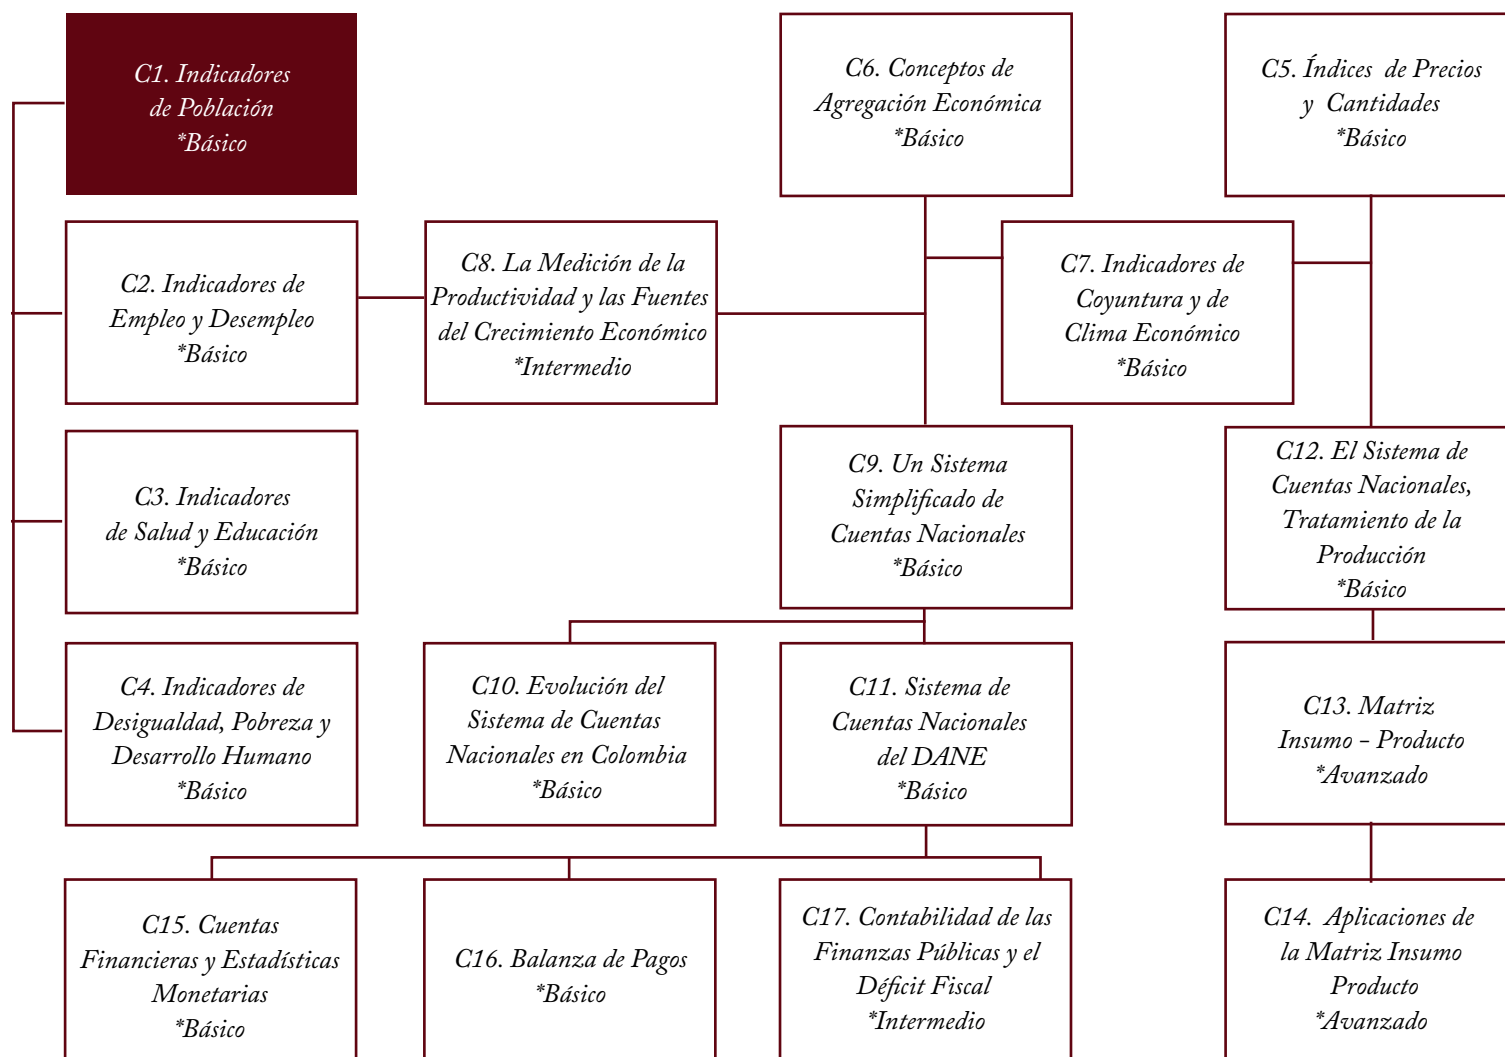 C1. Indicadores
de Población
*Básico
C6. Conceptos de
Agregación Económica
*Básico
C5. Índices de Precios
y Cantidades
*Básico
C2. Indicadores de
Empleo y Desempleo
*Básico
C8. La Medición de la
Productividad y las Fuentes
del Crecimiento Económico
*Intermedio
C7. Indicadores de
Coyuntura y de
Clima Económico
*Básico
C3. Indicadores
de Salud y Educación
*Básico
C9. Un Sistema
Simplificado de
Cuentas Nacionales
*Básico
C12. El Sistema de
Cuentas Nacionales,
Tratamiento de la
Producción
*Básico
C4. Indicadores de
Desigualdad, Pobreza y
Desarrollo Humano
*Básico
C10. Evolución del
Sistema de Cuentas
Nacionales en Colombia
*Básico
C11. Sistema de
Cuentas Nacionales
del DANE
*Básico
C13. Matriz
Insumo - Producto
*Avanzado
C15. Cuentas
Financieras y Estadísticas
Monetarias
*Básico
C16. Balanza de Pagos
*Básico
C17. Contabilidad de las
Finanzas Públicas y el
Déficit Fiscal
*Intermedio
C14. Aplicaciones de
la Matriz Insumo
Producto
*Avanzado